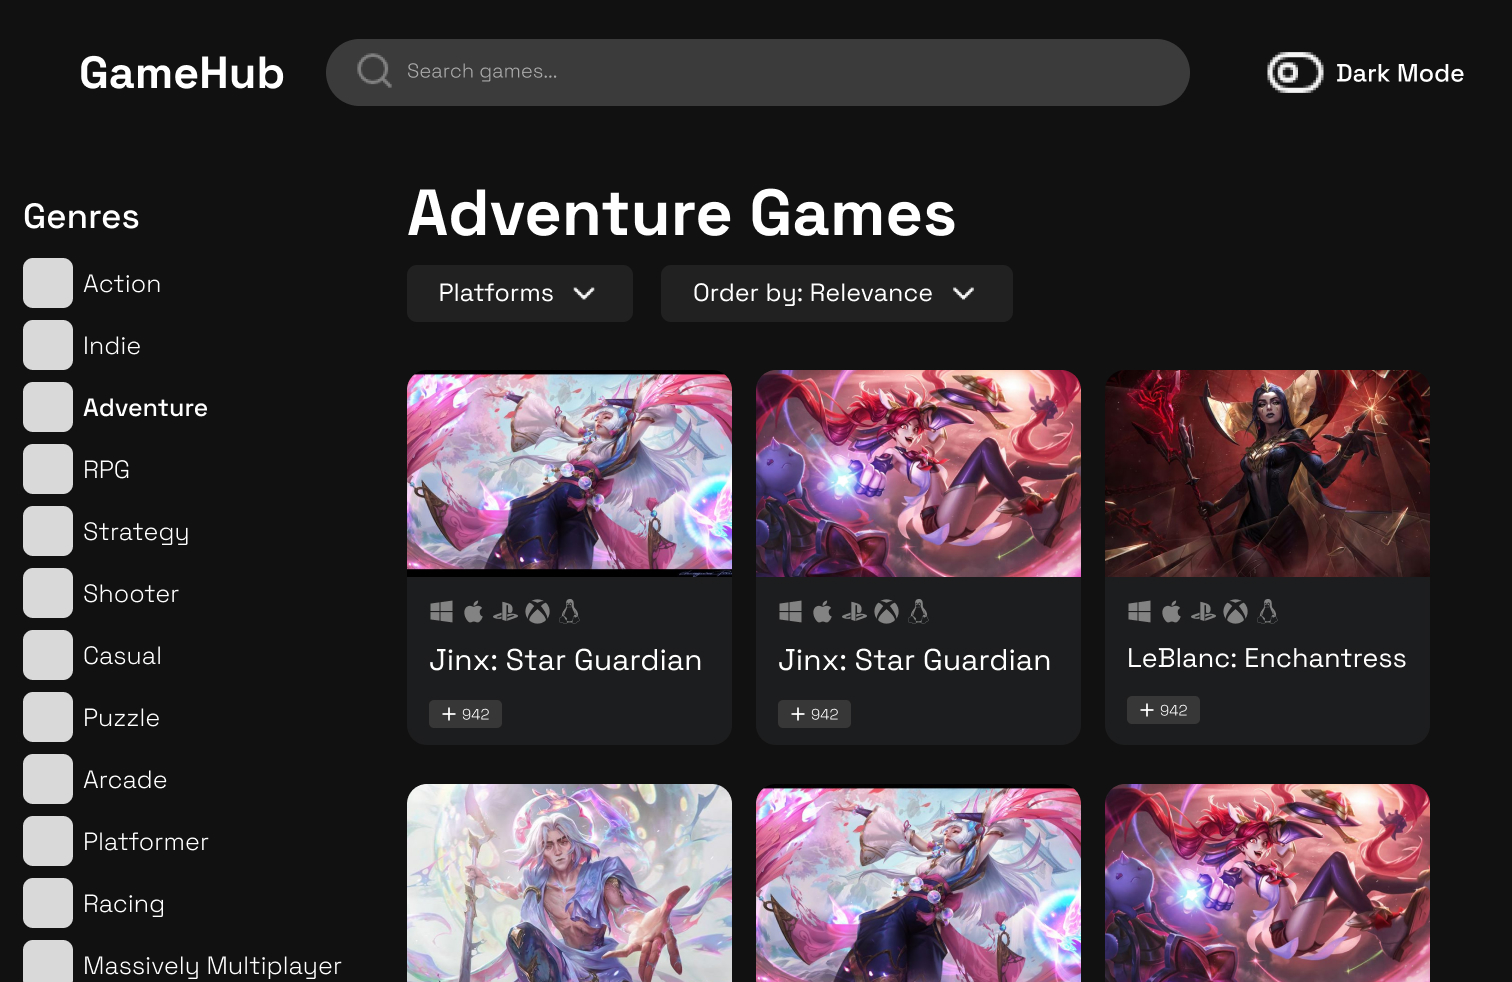 GameHub
Search games...
Dark Mode
Genres
Action
Indie
Adventure
RPG
Strategy
Shooter
Casual
Puzzle
Arcade
Platformer
Racing
Massively Multiplayer
Adventure Games
Platforms
Order by: Relevance
Jinx: Star Guardian
+ 942
Jinx: Star Guardian
+ 942
LeBlanc: Enchantress
+ 942